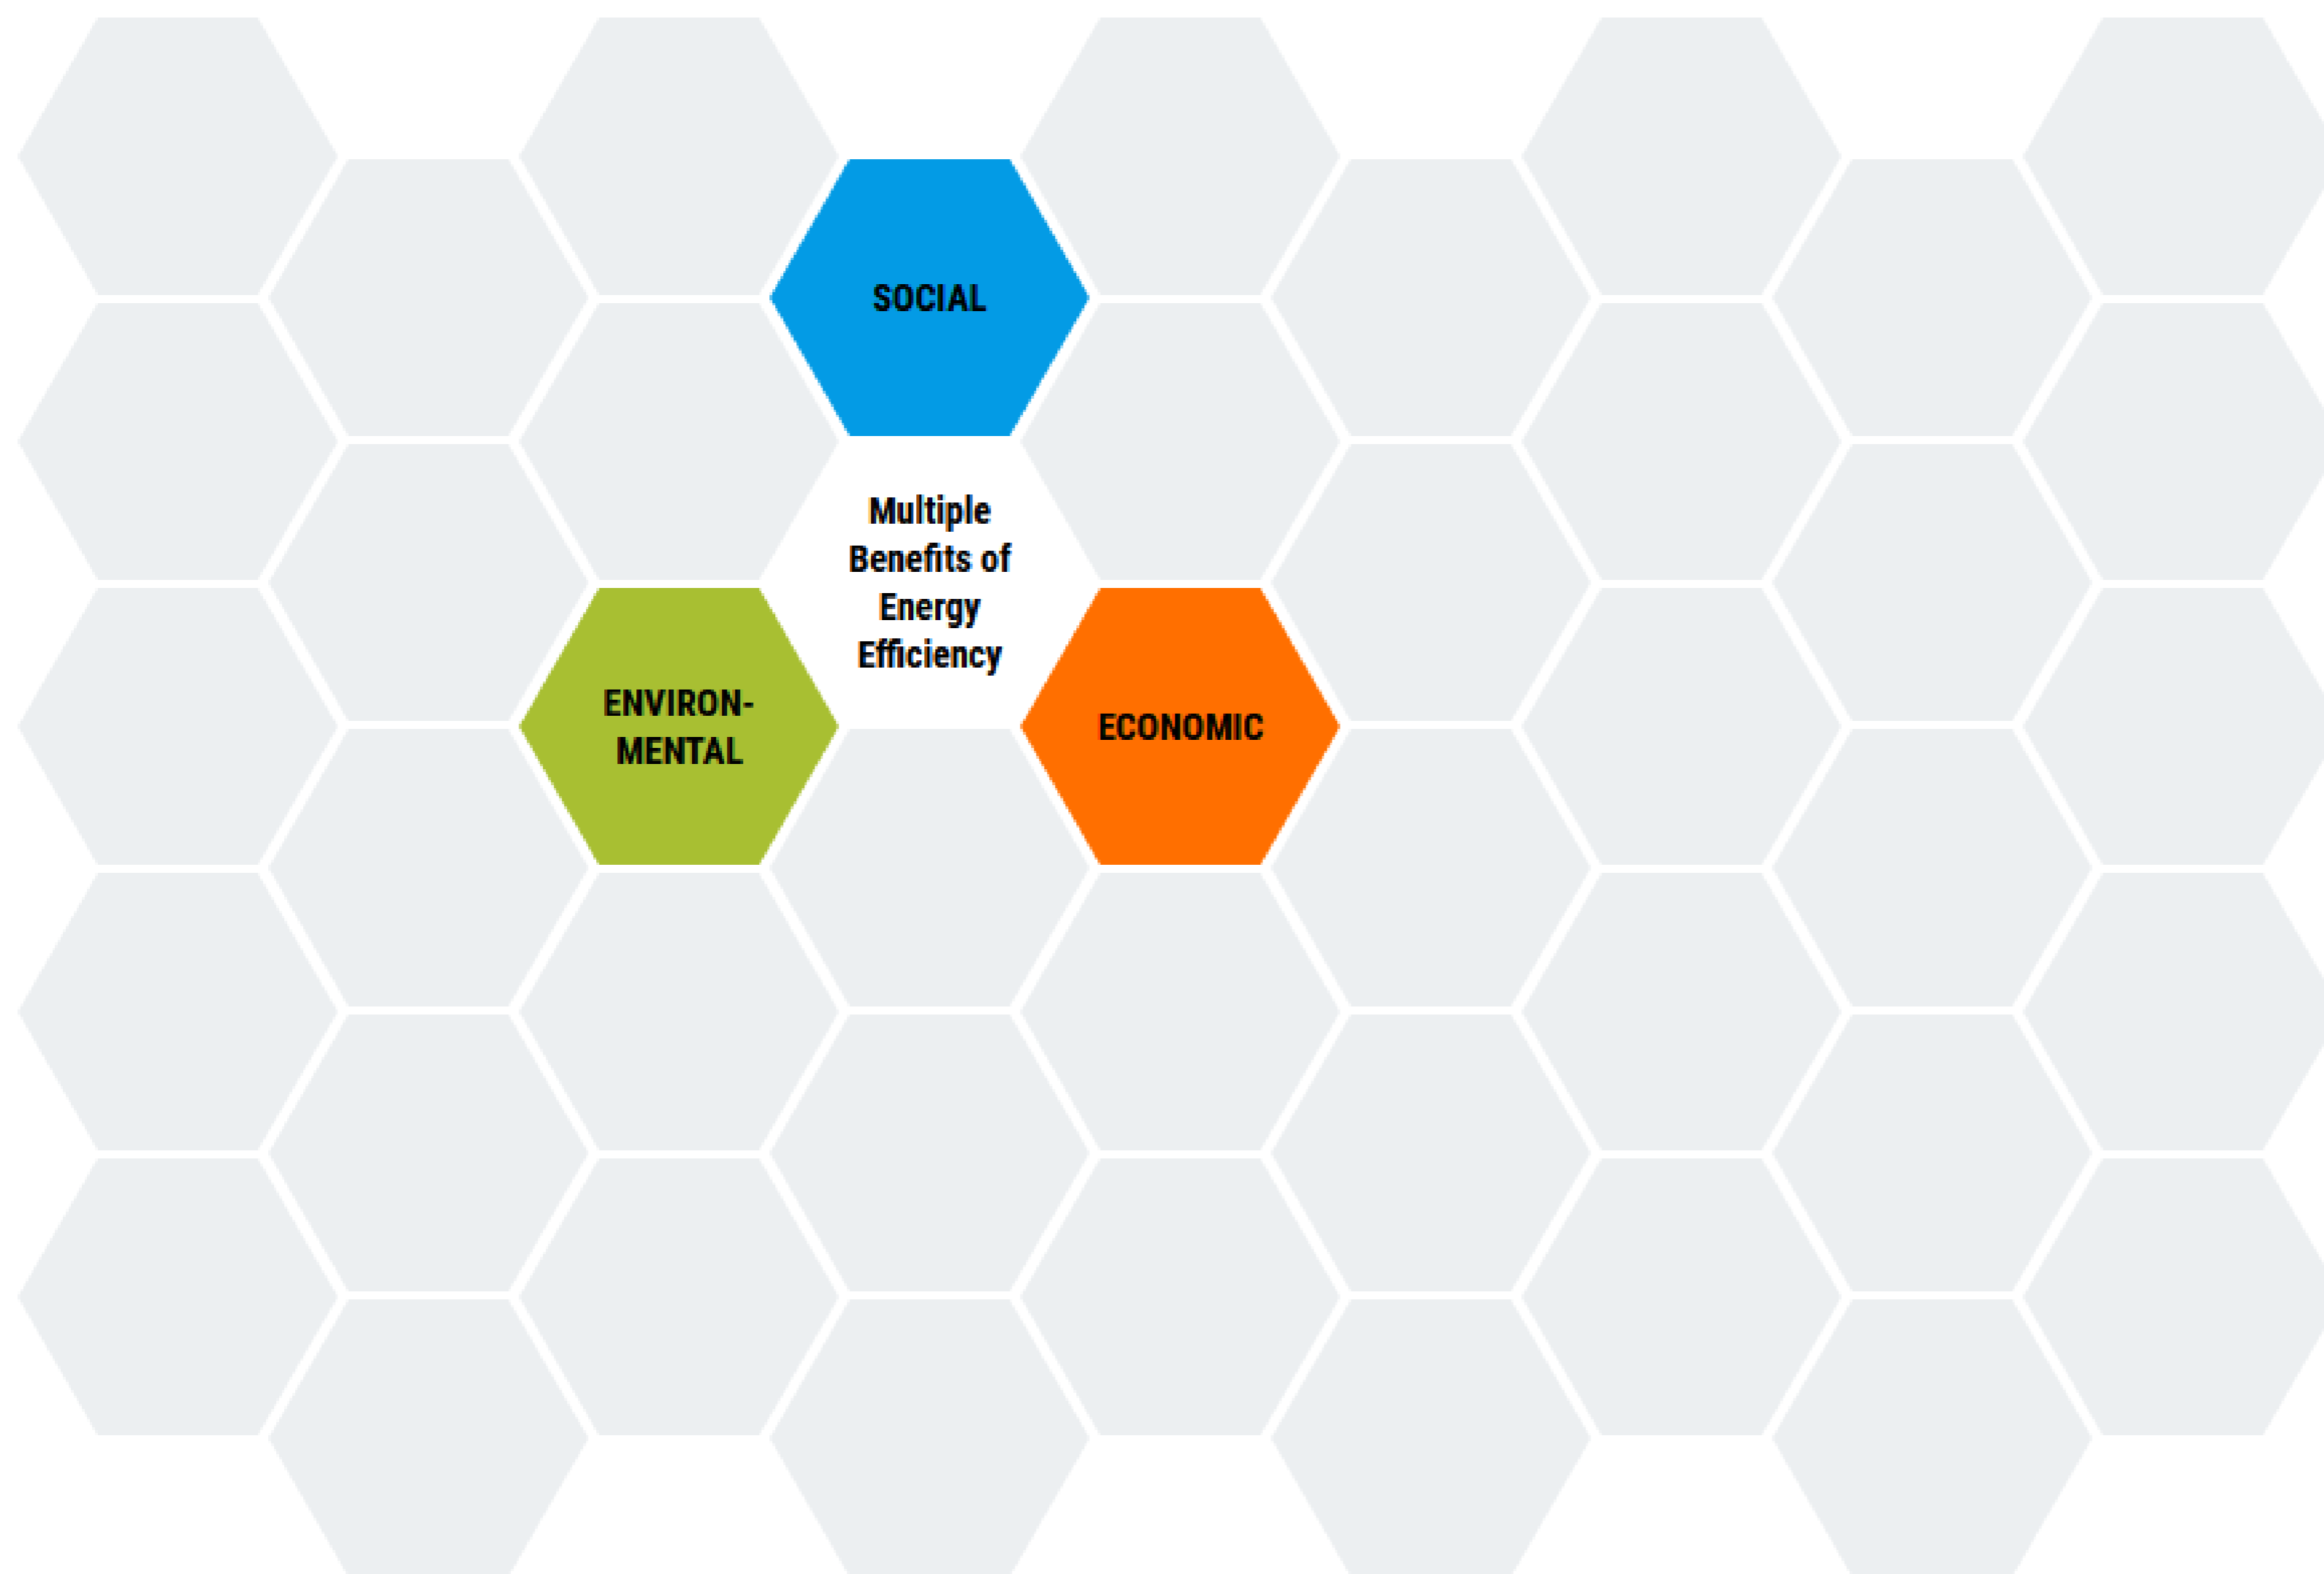 SOCIAL
Multiple
Benefits of
Energy
Efficiency
ENVIRON-
MENTAL
ECONOMIC